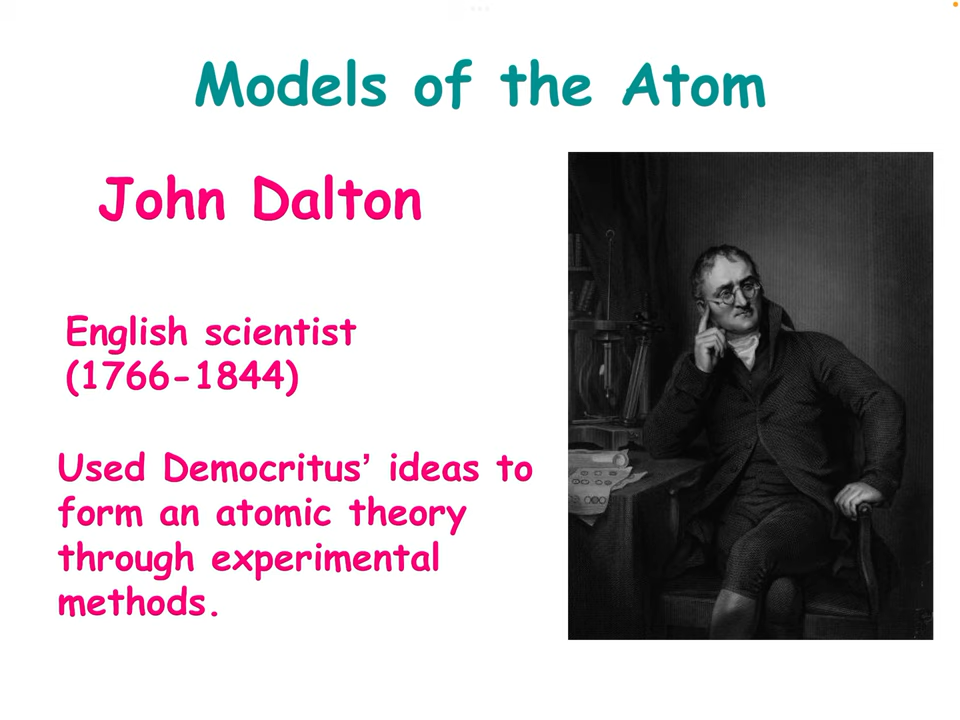 Models of the Atom
John Dalton
English scientist
(1766-1844)
Used Democritus’ ideas to
form an atomic theory
through experimental
methods.